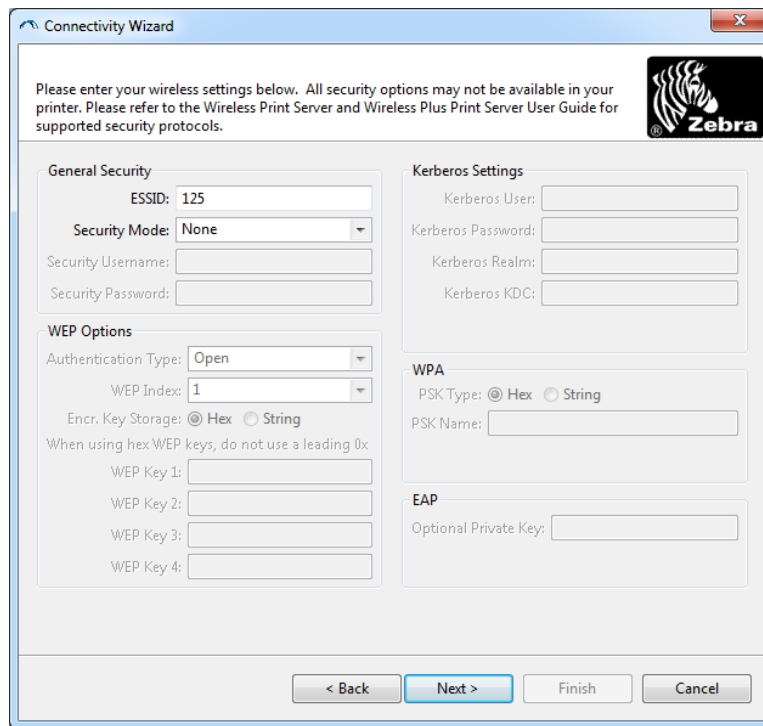 Connectivity Wizard
Please enter your wireless settings below. All security options may not be available in your
printer. Please refer to the Wireless Print Server and Wireless Plus Print Server User Guide for
supported security protocols.
® Zebra
General Security
ESSID: 125
Security Mode: None
Security Username:
Security Password:
WEP Options
Authentication Type: Open
WEP Index: 1
Encr. Key Storage: Hex String
When using hex WEP keys, do not use a leading 0x
WEP Key 1:
WEP Key 2:
WEP Key 3:
WEP Key 4:
Kerberos Settings
Kerberos User:
Kerberos Password:
Kerberos Realm:
Kerberos KDC:
WPA
PSK Type: Hex String
PSK Name:
EAP
Optional Private Key:
< Back Next > Finish Cancel